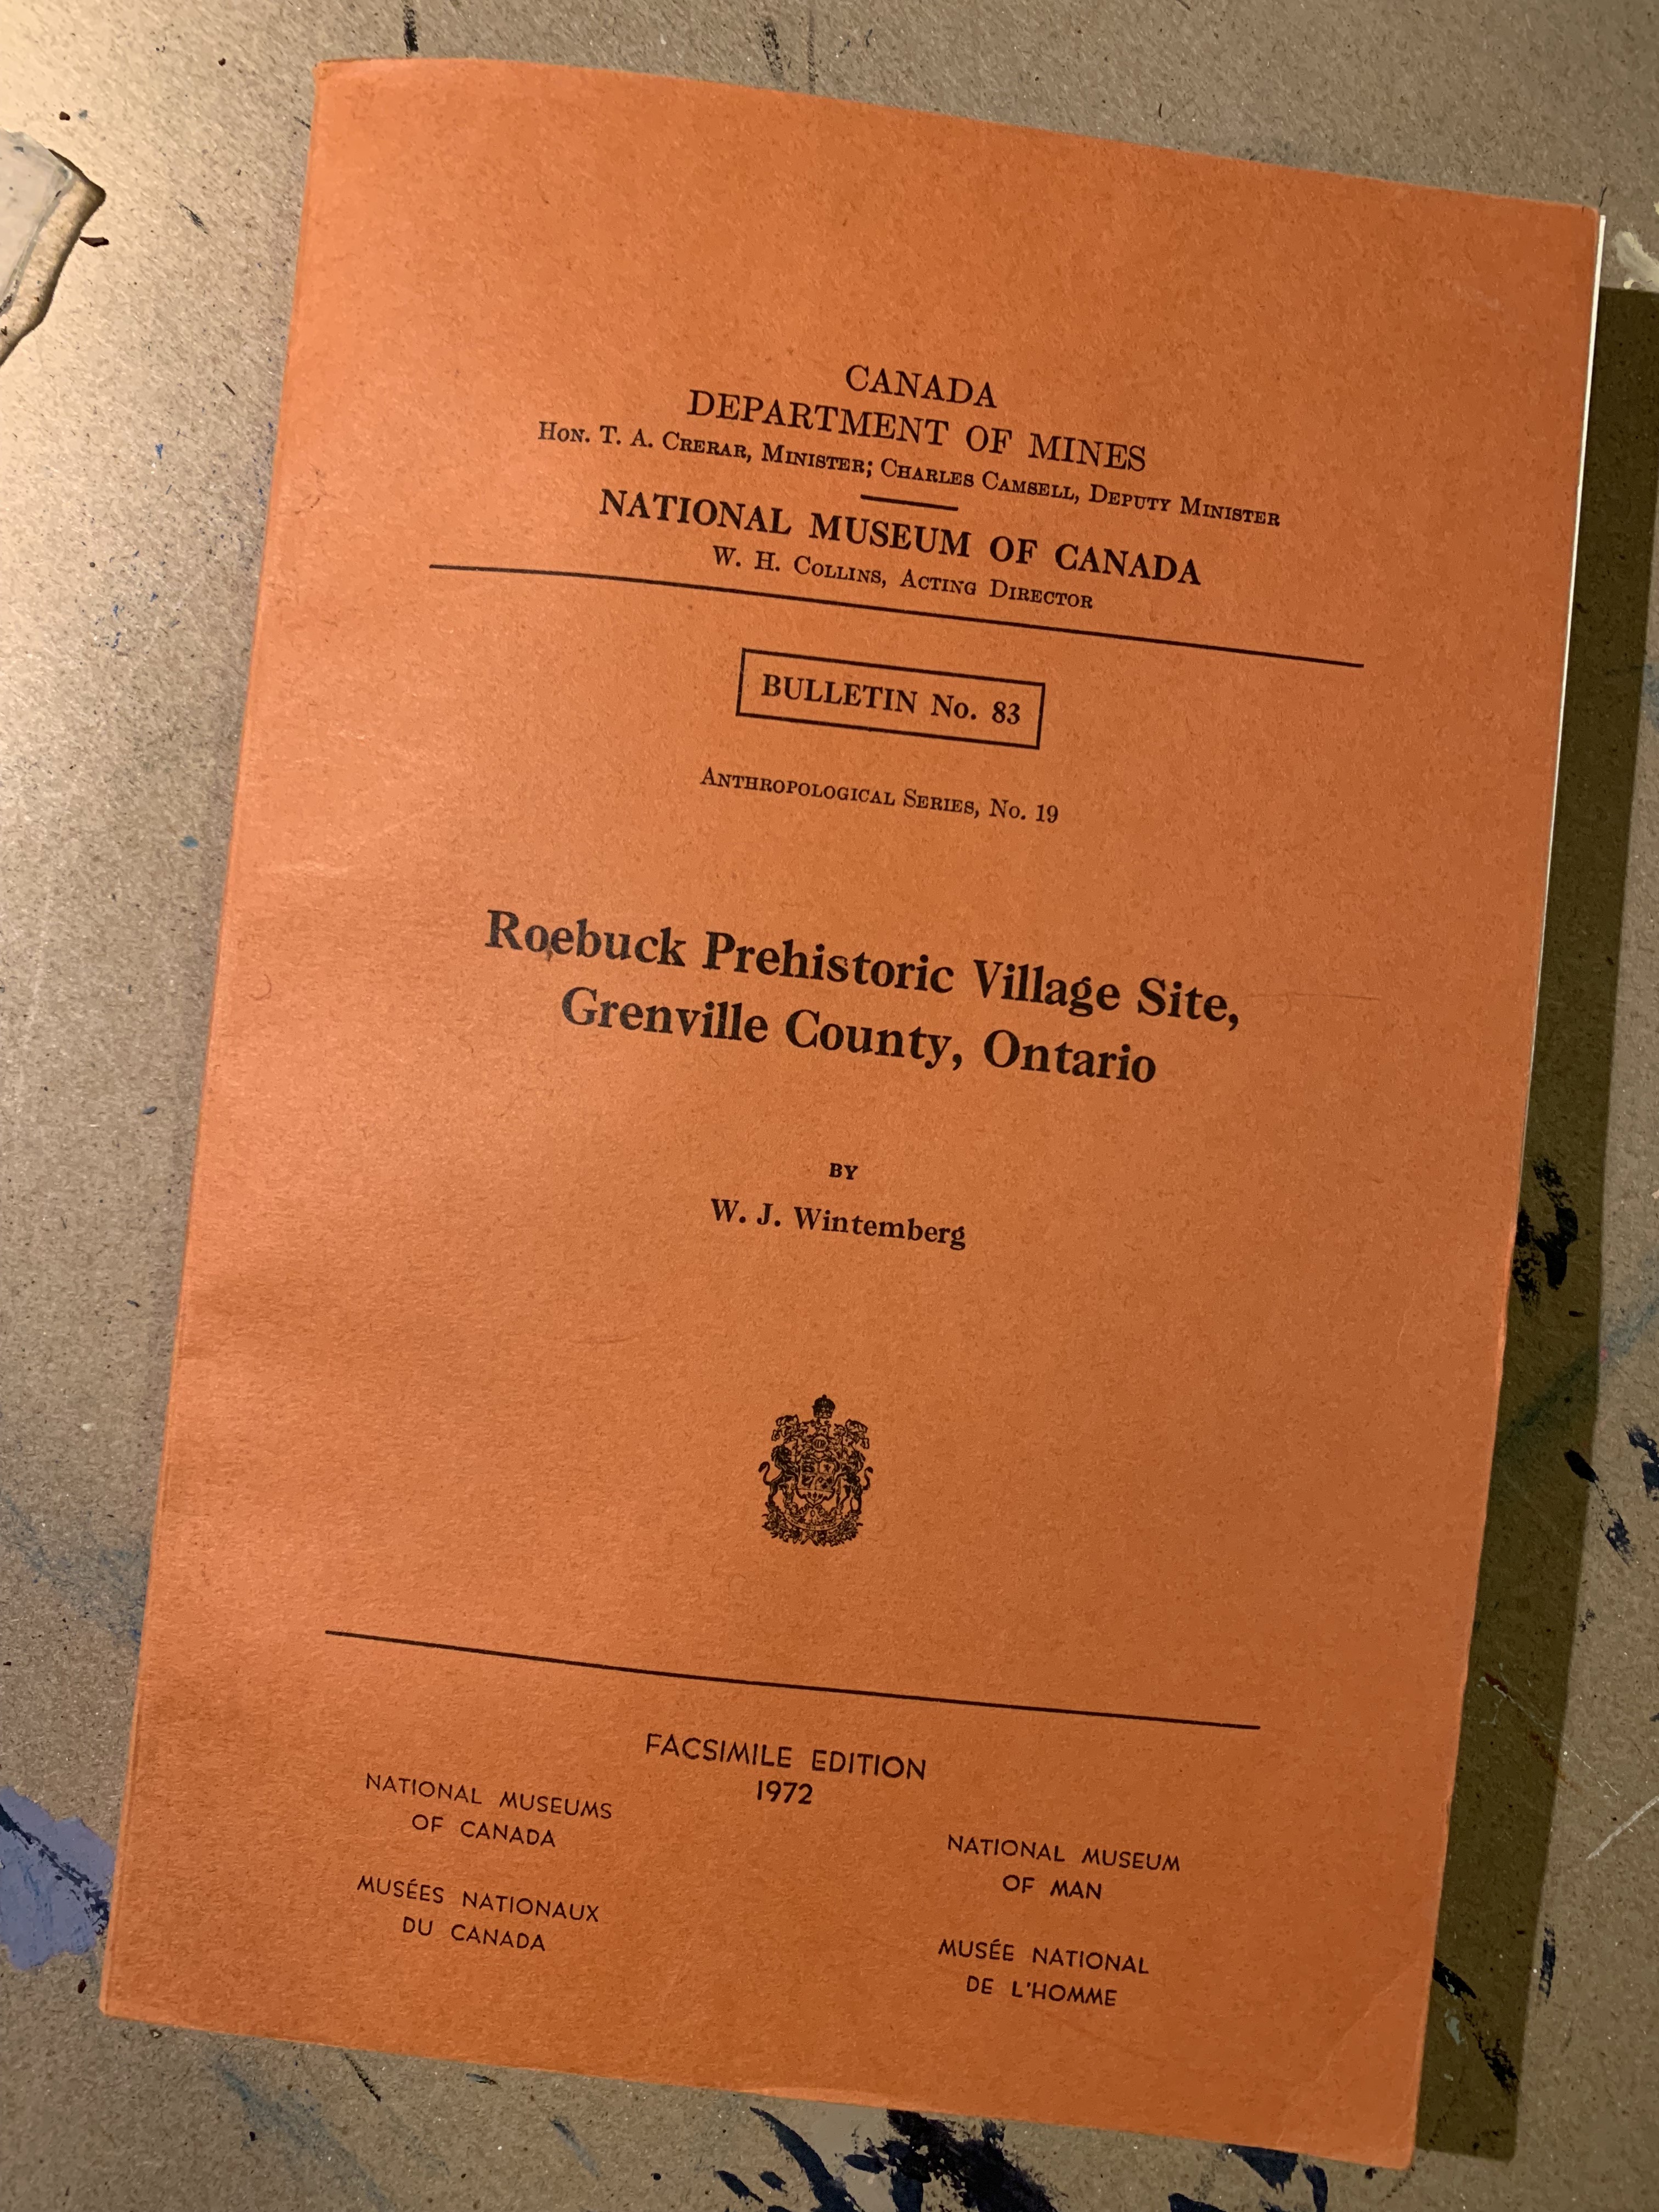 CANADA
DEPARTMENT OF MINES
HON. T. A. CRERAR, MINISTER; CHARLES CAMSELL, DEPUTY MINISTER
NATIONAL MUSEUM OF CANADA
W. H. COLLINS, ACTING DIRECTOR
BULLETIN No. 83
ANTHROPOLOGICAL SERIES, NO. 19
Roebuck Prehistoric Village Site,
Grenville County, Ontario
BY
W. J. Wintemberg
FACSIMILE EDITION
1972
NATIONAL MUSEUMS
OF CANADA
MUSÉES NATIONAUX
DU CANADA
NATIONAL MUSEUM
OF MAN
MUSÉE NATIONAL
DE L'HOMME